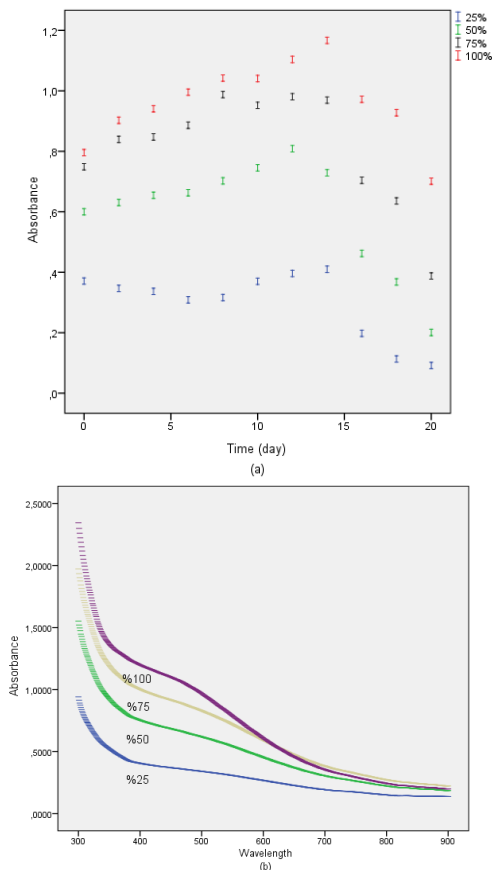 25%
50%
75%
100%
1,2
1,0
,8
,6
,4
,2
,0
Absorbance
0 5 10 15 20
Time (day)
(a)
2,5000
2,0000
1,5000
1,0000
,5000
,0000
Absorbance
%100
%75
%50
%25
300 400 500 600 700 800 900
Wavelength
(b)